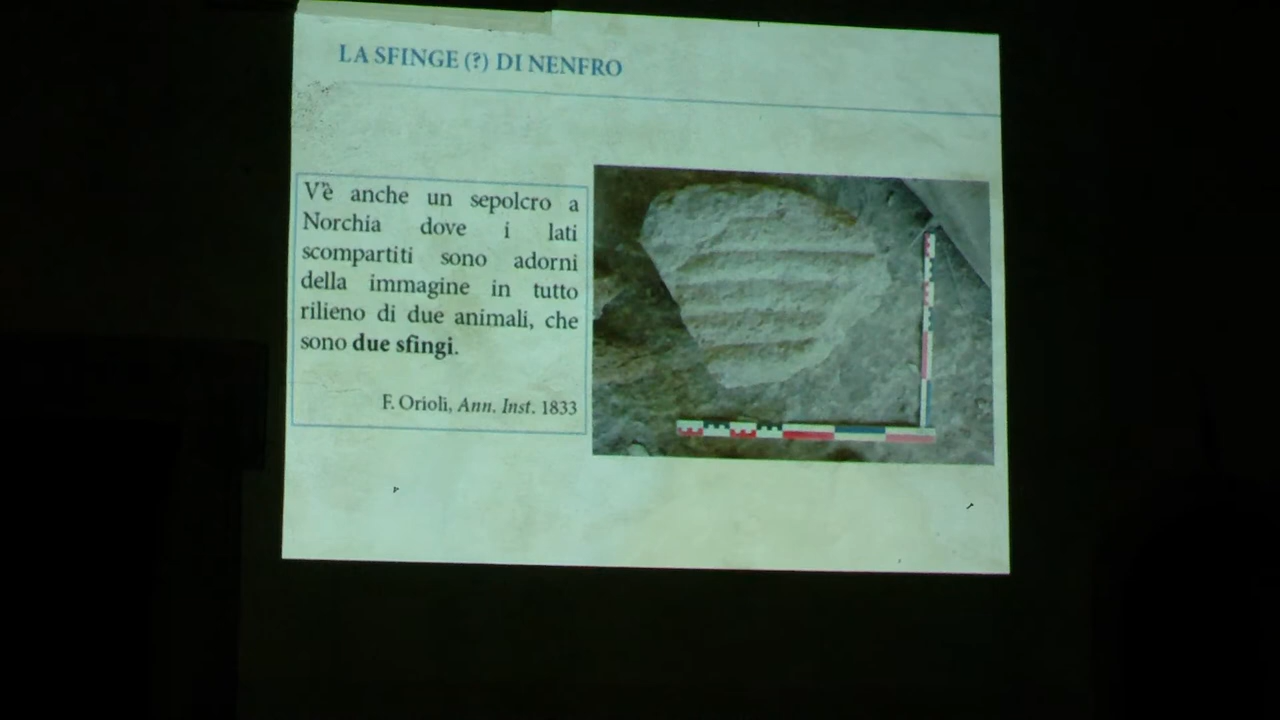 LA SFINGE (?) DI NENFRO
V'è anche un sepolcro a
Norchia dove i lati
scompartiti sono adorni
della immagine in tutto
rilieno di due animali, che
sono due sfingi.
F. Orioli, Ann. Inst. 1833